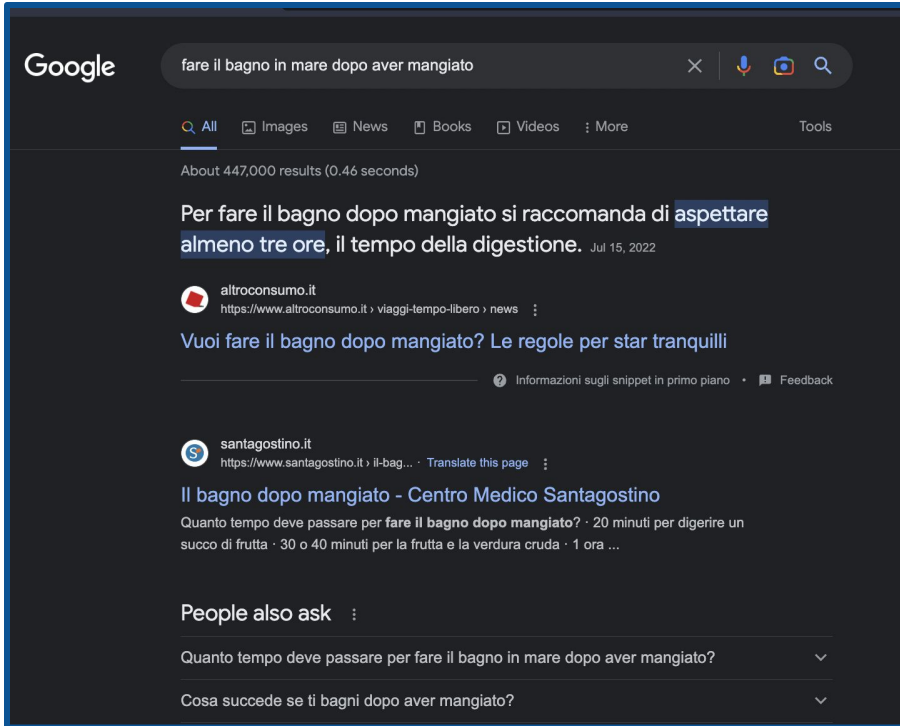 Google
fare il bagno in mare dopo aver mangiato
All Images News Books Videos More Tools
About 447,000 results (0.46 seconds)
Per fare il bagno dopo mangiato si raccomanda di aspettare
almeno tre ore, il tempo della digestione. Jul 15, 2022
altroconsumo.it
https://www.altroconsumo.it › viaggi-tempo-libero › news
Vuoi fare il bagno dopo mangiato? Le regole per star tranquilli
Informazioni sugli snippet in primo piano • Feedback
S
santagostino.it
https://www.santagostino.it › il-bag... · Translate this page
Il bagno dopo mangiato - Centro Medico Santagostino
Quanto tempo deve passare per fare il bagno dopo mangiato? · 20 minuti per digerire un
succo di frutta · 30 o 40 minuti per la frutta e la verdura cruda · 1 ora ...
People also ask
Quanto tempo deve passare per fare il bagno in mare dopo aver mangiato?
Cosa succede se ti bagni dopo aver mangiato?